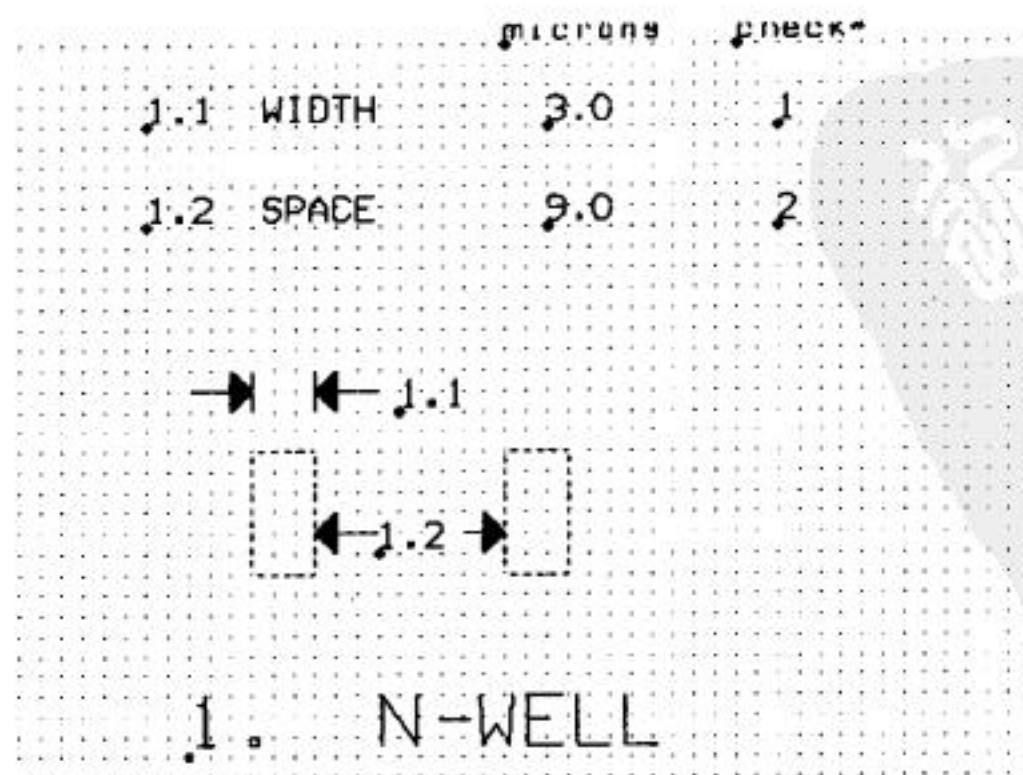 microns check#
1.1 WIDTH 3.0 1
1.2 SPACE 9.0 2
1.1
1.2
1. N-WELL